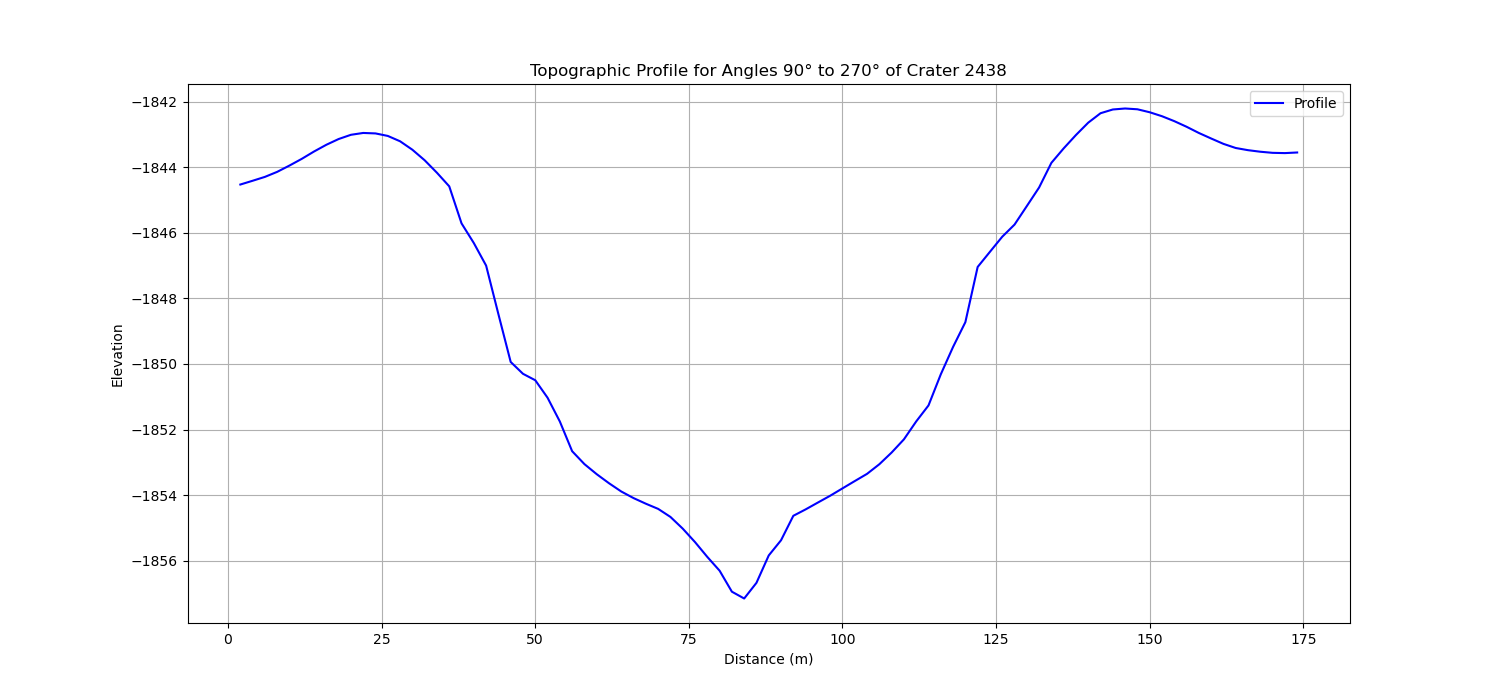 Topographic Profile for Angles 90° to 270° of Crater 2438
Profile
−1842
−1844
−1846
−1848
−1850
−1852
−1854
−1856
Elevation
0 25 50 75 100 125 150 175
Distance (m)